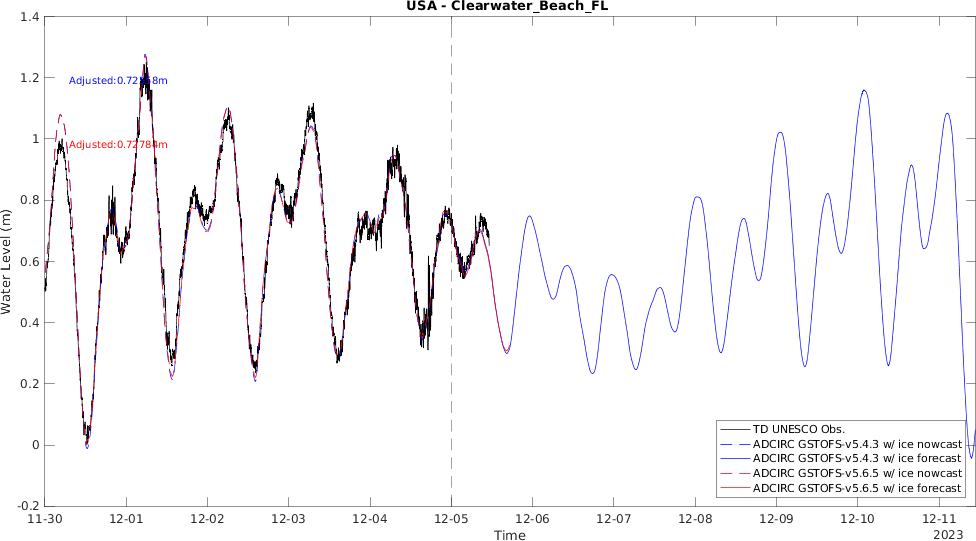 USA - Clearwater_Beach_FL
1.4
1.2
1
0.8
0.6
0.4
0.2
0
-0.2
Water Level (m)
Adjusted:0.72784m
11-30
12-01
12-02
12-03
12-04
12-05
12-06
12-07
12-08
12-09
12-10
12-11
Time
2023
TD UNESCO Obs.
ADCIRC GSTOFS-v5.4.3 w/ ice nowcast
ADCIRC GSTOFS-v5.4.3 w/ ice forecast
ADCIRC GSTOFS-v5.6.5 w/ ice nowcast
ADCIRC GSTOFS-v5.6.5 w/ ice forecast